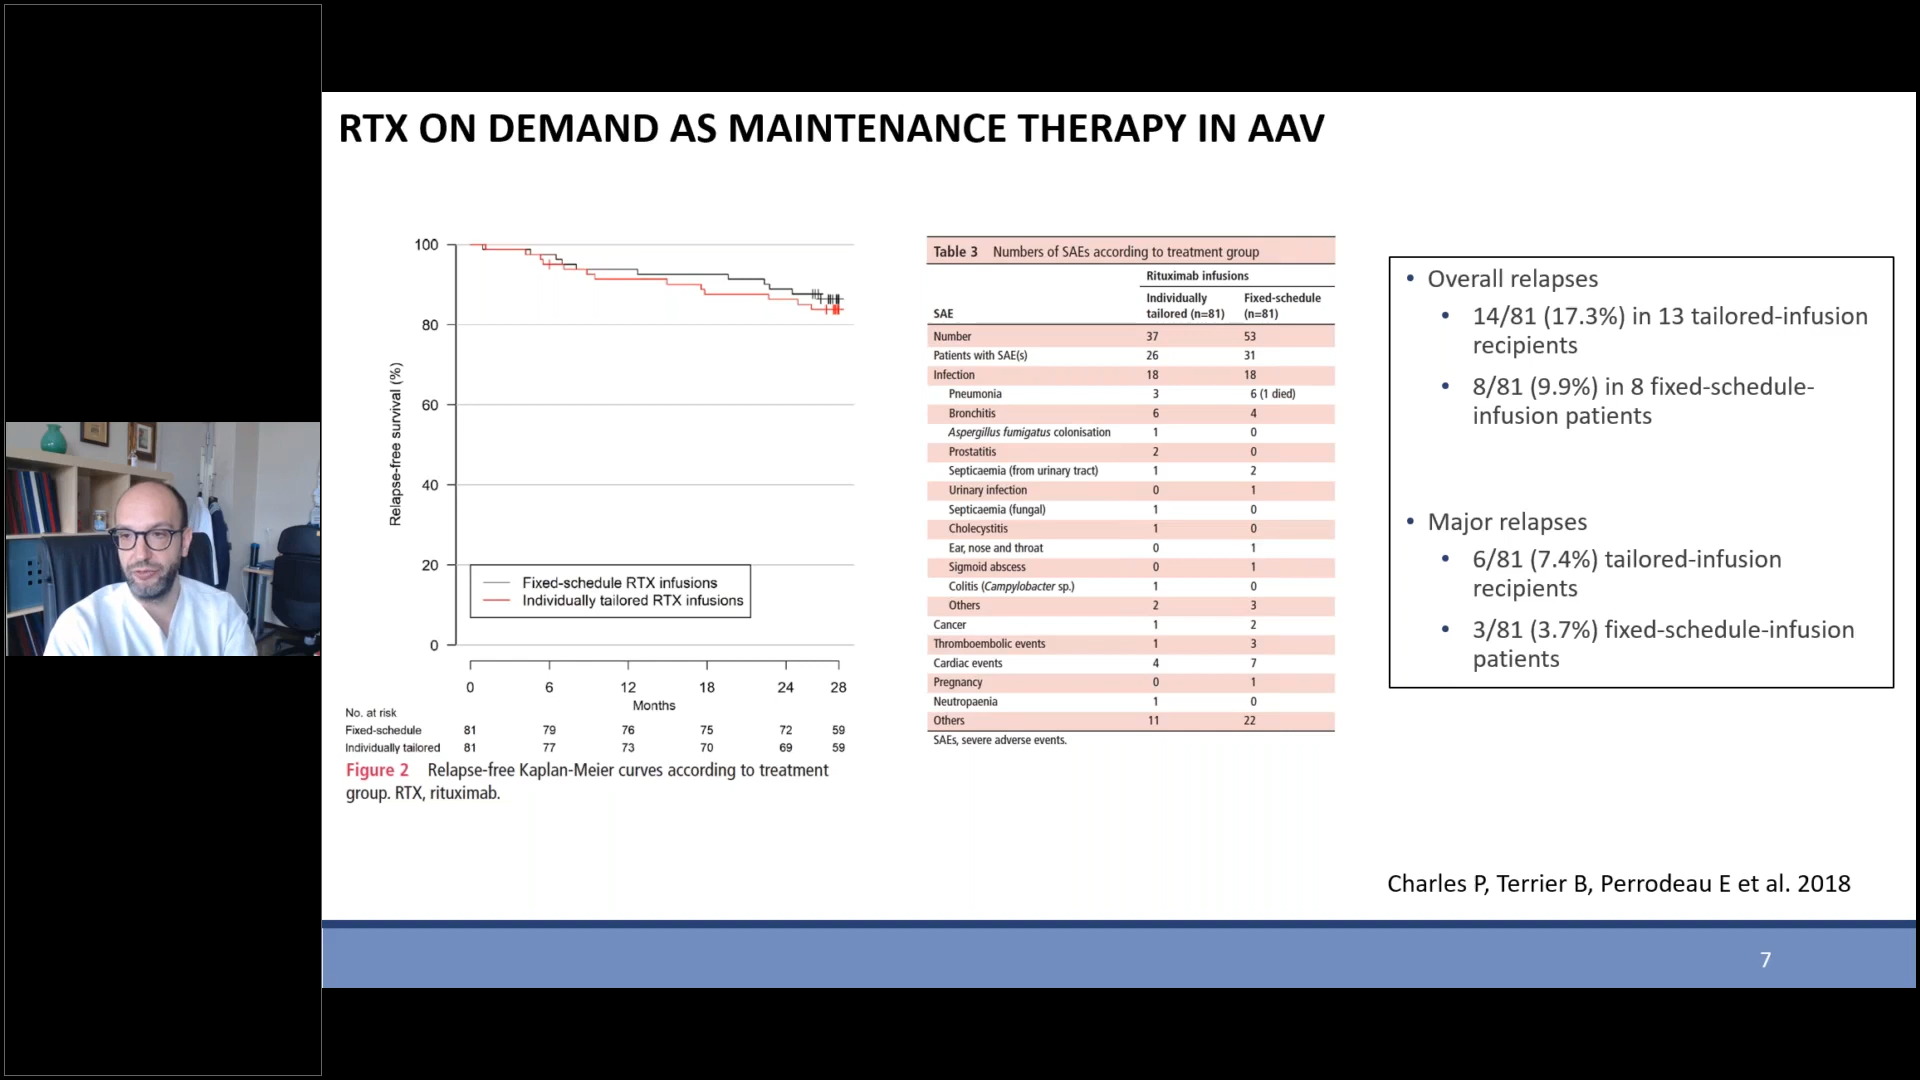 RTX ON DEMAND AS MAINTENANCE THERAPY IN AAV
100
80
60
40
20
0
Relapse-free survival (%)
Fixed-schedule RTX infusions
Individually tailored RTX infusions
0 6 12 18 24 28
Months
No. at risk
Fixed-schedule 81 79 76 75 72 59
Individually tailored 81 77 73 70 69 59
Figure 2 Relapse-free Kaplan-Meier curves according to treatment
group. RTX, rituximab.
Table 3 Numbers of SAEs according to treatment group
Rituximab infusions
Individually Fixed-schedule
SAE tailored (n=81) (n=81)
Number 37 53
Patients with SAE(s) 26 31
Infection 18 18
Pneumonia 3 6 (1 died)
Bronchitis 6 4
Aspergillus fumigatus colonisation 1 0
Prostatitis 2 0
Septicaemia (from urinary tract) 1 2
Urinary infection 0 1
Septicaemia (fungal) 1 0
Cholecystitis 1 0
Ear, nose and throat 0 1
Sigmoid abscess 0 1
Colitis (Campylobacter sp.) 1 0
Others 2 3
Cancer 1 2
Thromboembolic events 1 3
Cardiac events 4 7
Pregnancy 0 1
Neutropaenia 1 0
Others 11 22
SAEs, severe adverse events.
• Overall relapses
• 14/81 (17.3%) in 13 tailored-infusion
recipients
• 8/81 (9.9%) in 8 fixed-schedule-
infusion patients
• Major relapses
• 6/81 (7.4%) tailored-infusion
recipients
• 3/81 (3.7%) fixed-schedule-infusion
patients
Charles P, Terrier B, Perrodeau E et al. 2018
7